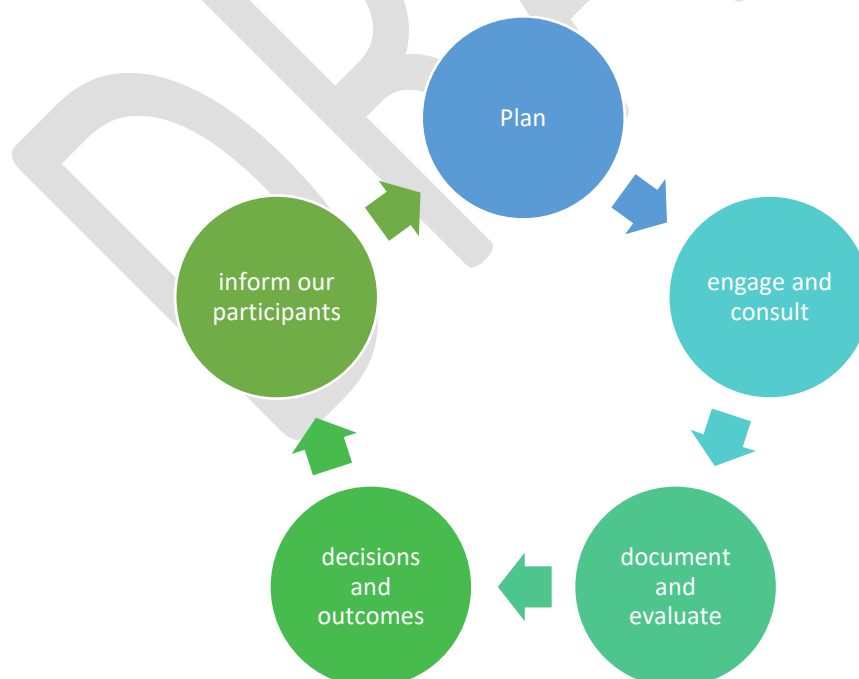 Plan
engage and
consult
document
and
evaluate
decisions
and
outcomes
inform our
participants